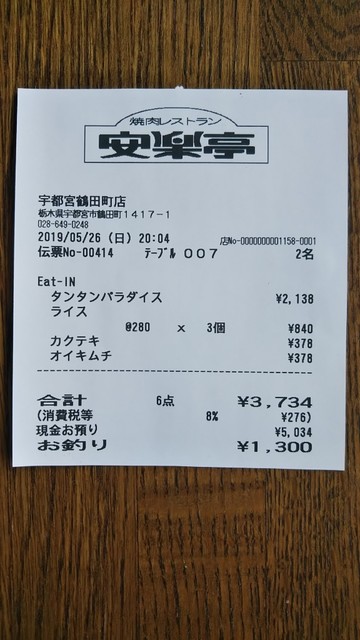 焼肉レストラン
安楽亭
宇都宮鶴田町店
栃木県宇都宮市鶴田町1417-1
028-649-0248
2019/05/26 (日) 20:04 店No-0000000001158-0001
伝票No-00414 ﾃｰﾌﾞﾙ 007 2名
Eat-IN
タンタンパラダイス ¥2,138
ライス
@280 x 3個 ¥840
カクテキ ¥378
オイキムチ ¥378
合計 6点 ¥3,734
(消費税等 8% ¥276)
現金お預り ¥5,034
お釣り ¥1,300